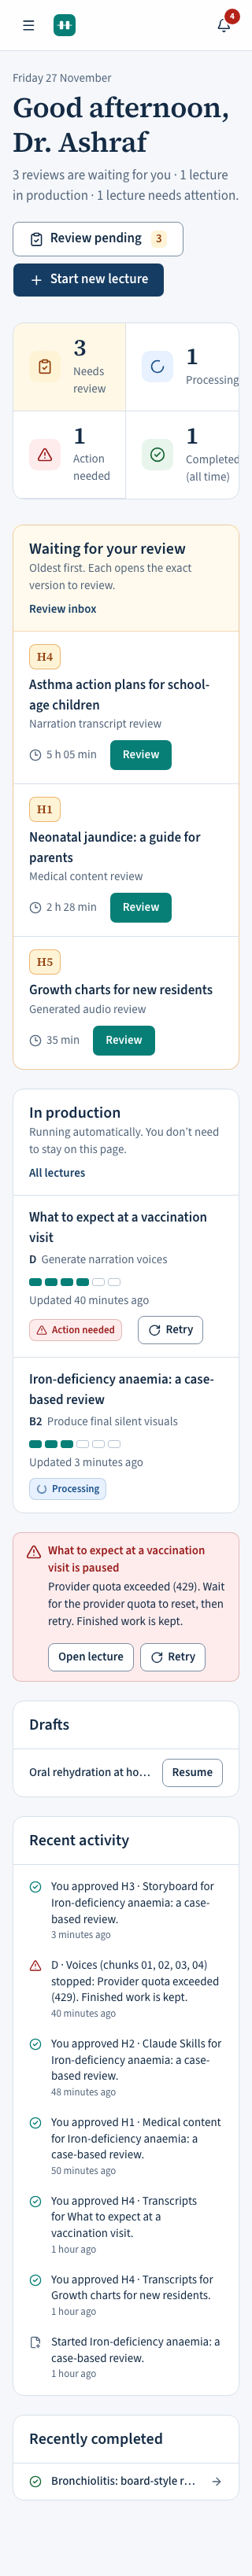 4
Friday 27 November
Good afternoon,
Dr. Ashraf
3 reviews are waiting for you · 1 lecture
in production · 1 lecture needs attention.
Review pending 3
Start new lecture
3
Needs
review
1
Processing
1
Action
needed
1
Completed
(all time)
Waiting for your review
Oldest first. Each opens the exact
version to review.
Review inbox
H4
Asthma action plans for school-
age children
Narration transcript review
5 h 05 min Review
H1
Neonatal jaundice: a guide for
parents
Medical content review
2 h 28 min Review
H5
Growth charts for new residents
Generated audio review
35 min Review
In production
Running automatically. You don’t need
to stay on this page.
All lectures
What to expect at a vaccination
visit
D Generate narration voices
Updated 40 minutes ago
Action needed Retry
Iron-deficiency anaemia: a case-
based review
B2 Produce final silent visuals
Updated 3 minutes ago
Processing
What to expect at a vaccination
visit is paused
Provider quota exceeded (429). Wait
for the provider quota to reset, then
retry. Finished work is kept.
Open lecture Retry
Drafts
Oral rehydration at ho… Resume
Recent activity
You approved H3 · Storyboard for
Iron-deficiency anaemia: a case-
based review.
3 minutes ago
D · Voices (chunks 01, 02, 03, 04)
stopped: Provider quota exceeded
(429). Finished work is kept.
40 minutes ago
You approved H2 · Claude Skills for
Iron-deficiency anaemia: a case-
based review.
48 minutes ago
You approved H1 · Medical content
for Iron-deficiency anaemia: a
case-based review.
50 minutes ago
You approved H4 · Transcripts
for What to expect at a
vaccination visit.
1 hour ago
You approved H4 · Transcripts for
Growth charts for new residents.
1 hour ago
Started Iron-deficiency anaemia: a
case-based review.
1 hour ago
Recently completed
Bronchiolitis: board-style r…